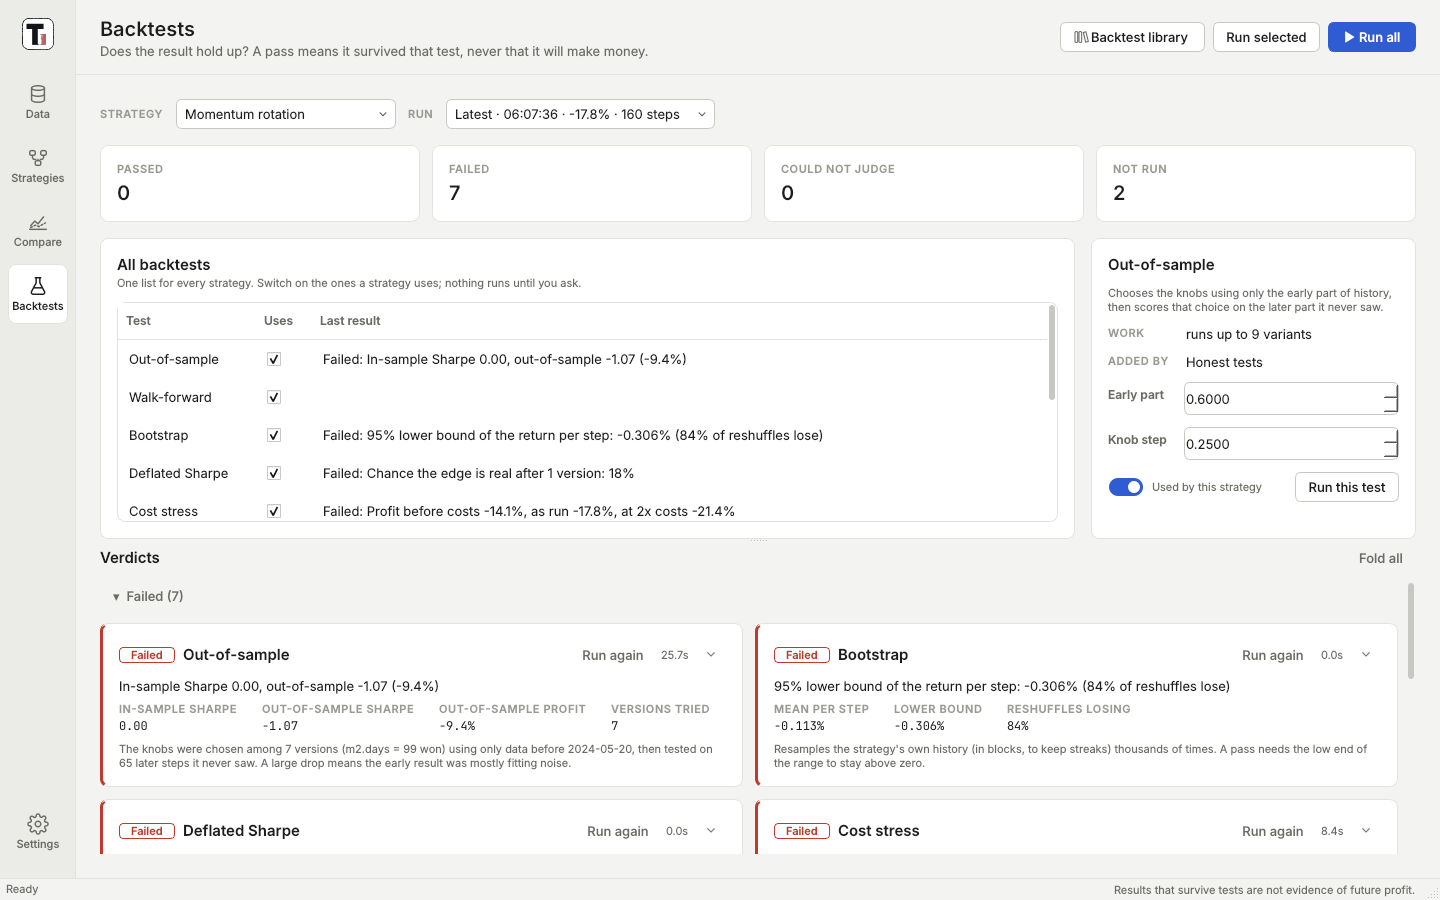 Ti
Backtests
Does the result hold up? A pass means it survived that test, never that it will make money.
Backtest library
Run selected
Run all
Data
Strategies
Compare
Backtests
Settings
STRATEGY
Momentum rotation
RUN
Latest · 06:07:36 · -17.8% · 160 steps
PASSED
0
FAILED
7
COULD NOT JUDGE
0
NOT RUN
2
All backtests
One list for every strategy. Switch on the ones a strategy uses; nothing runs until you ask.
Test Uses Last result
Out-of-sample Failed: In-sample Sharpe 0.00, out-of-sample -1.07 (-9.4%)
Walk-forward
Bootstrap Failed: 95% lower bound of the return per step: -0.306% (84% of reshuffles lose)
Deflated Sharpe Failed: Chance the edge is real after 1 version: 18%
Cost stress Failed: Profit before costs -14.1%, as run -17.8%, at 2x costs -21.4%
Out-of-sample
Chooses the knobs using only the early part of history,
then scores that choice on the later part it never saw.
WORK runs up to 9 variants
ADDED BY Honest tests
Early part 0.6000
Knob step 0.2500
Used by this strategy
Run this test
Verdicts
Fold all
▾ Failed (7)
Failed Out-of-sample Run again 25.7s
In-sample Sharpe 0.00, out-of-sample -1.07 (-9.4%)
IN-SAMPLE SHARPE OUT-OF-SAMPLE SHARPE OUT-OF-SAMPLE PROFIT VERSIONS TRIED
0.00 -1.07 -9.4% 7
The knobs were chosen among 7 versions (m2.days = 99 won) using only data before 2024-05-20, then tested on
65 later steps it never saw. A large drop means the early result was mostly fitting noise.
Failed Bootstrap Run again 0.0s
95% lower bound of the return per step: -0.306% (84% of reshuffles lose)
MEAN PER STEP LOWER BOUND RESHUFFLES LOSING
-0.113% -0.306% 84%
Resamples the strategy's own history (in blocks, to keep streaks) thousands of times. A pass needs the low end of
the range to stay above zero.
Failed Deflated Sharpe Run again 0.0s
Failed Cost stress Run again 8.4s
Ready
Results that survive tests are not evidence of future profit.